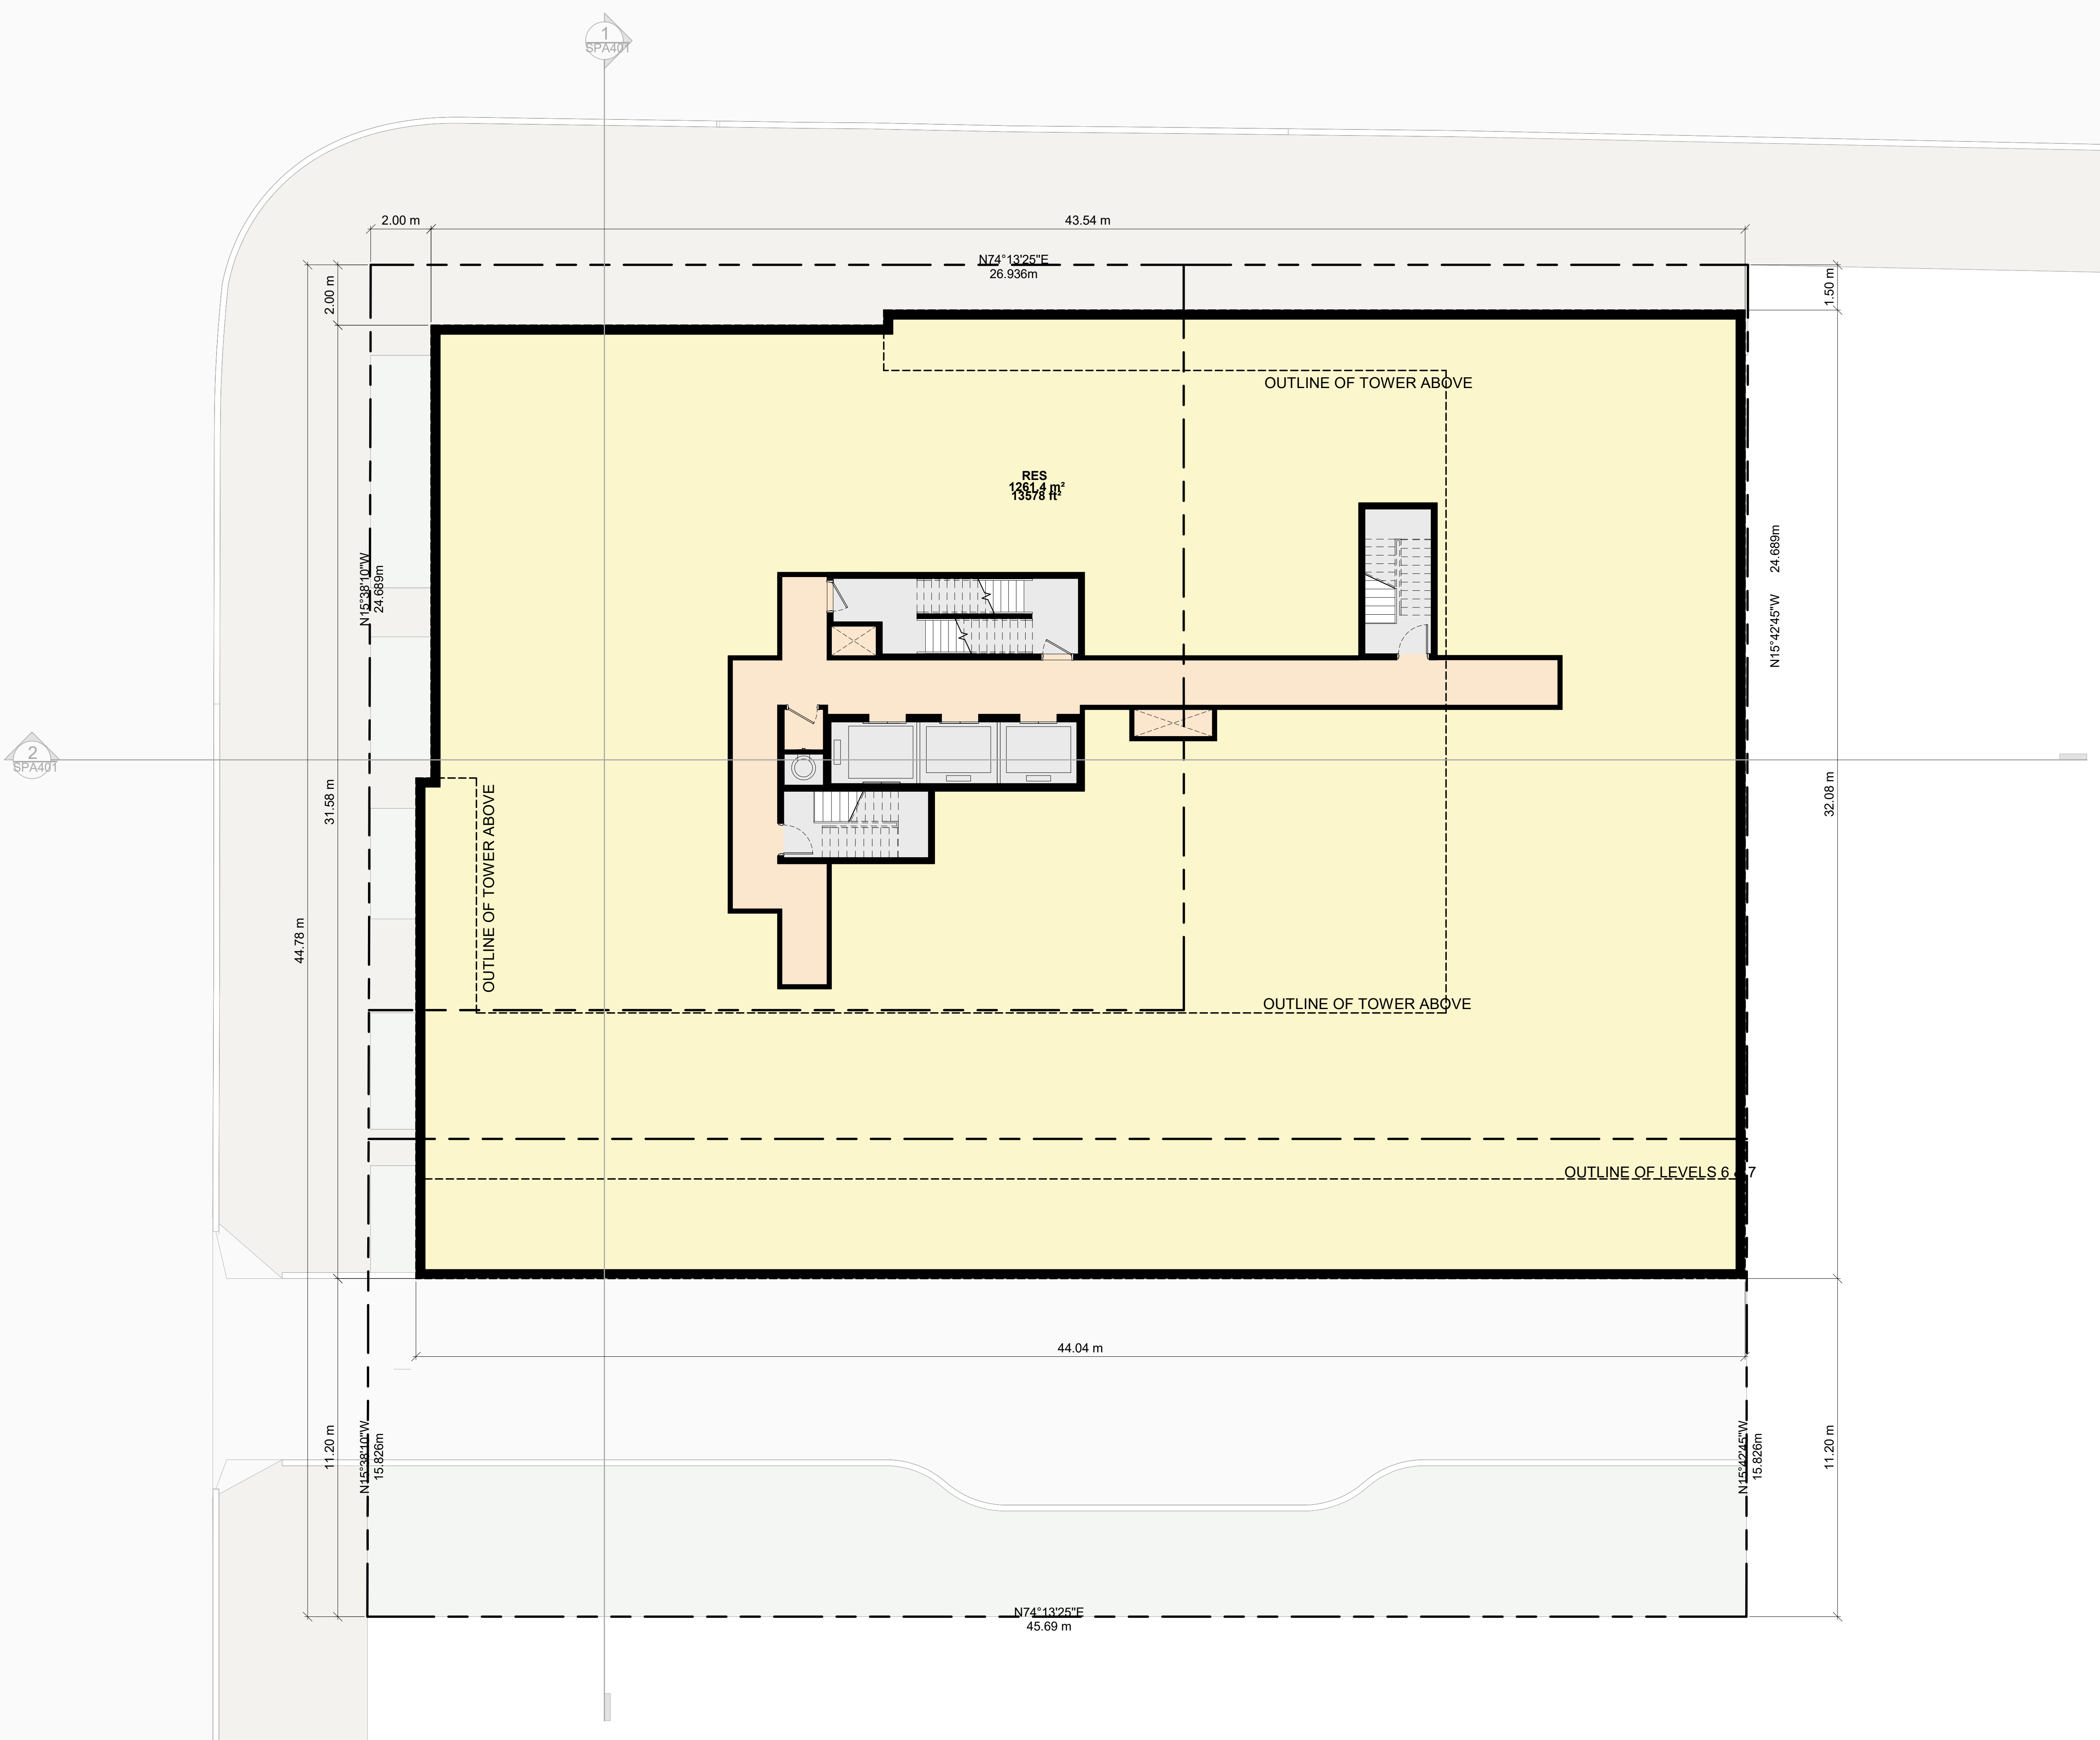 1
SPA401
2.00 m
43.54 m
N74°13'25"E
26.936m
2.00 m
1.50 m
OUTLINE OF TOWER ABOVE
RES
1261.4 m²
13578 ft²
N15°38'10"W
24.689m
N15°42'45"W
24.689m
2
SPA401
31.58 m
32.08 m
OUTLINE OF TOWER ABOVE
44.78 m
OUTLINE OF TOWER ABOVE
OUTLINE OF LEVELS 6 7
44.04 m
11.20 m
N15°38'10"W
15.826m
N15°42'45"W
15.826m
11.20 m
N74°13'25"E
45.69 m